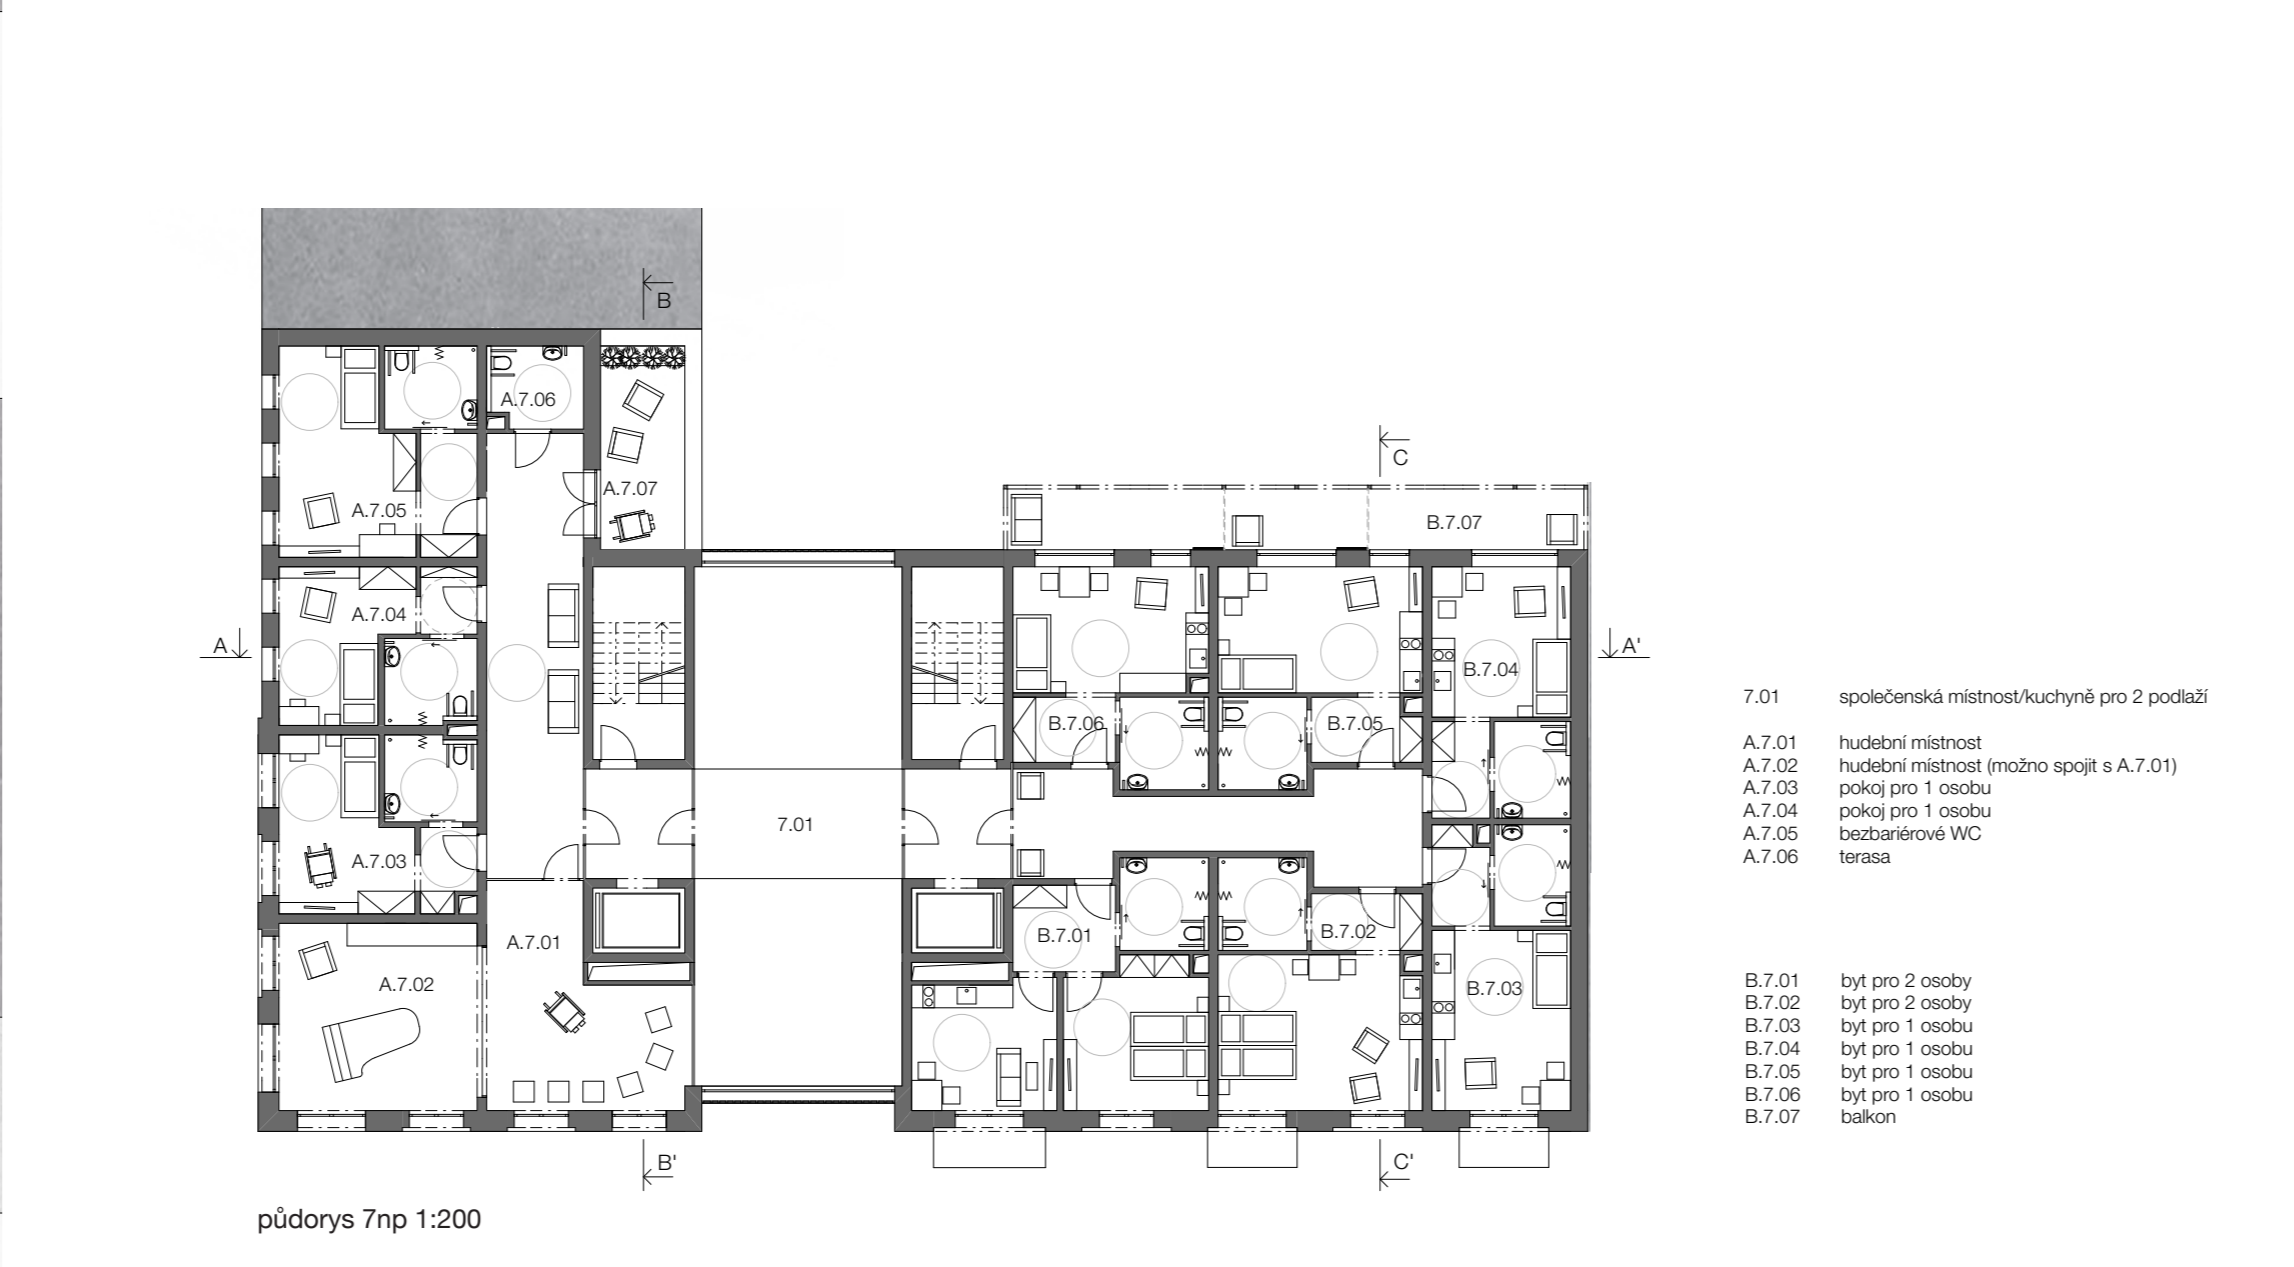 B
A.7.06
A.7.07
A.7.05
C
B.7.07
A.7.04
A
A'
B.7.04
7.01 společenská místnost/kuchyně pro 2 podlaží
B.7.06
B.7.05
A.7.01 hudební místnost
A.7.02 hudební místnost (možno spojit s A.7.01)
A.7.03 pokoj pro 1 osobu
A.7.04 pokoj pro 1 osobu
A.7.05 bezbariérové WC
A.7.06 terasa
7.01
A.7.03
A.7.01
B.7.01
B.7.02
A.7.02
B.7.03
B.7.01 byt pro 2 osoby
B.7.02 byt pro 2 osoby
B.7.03 byt pro 1 osobu
B.7.04 byt pro 1 osobu
B.7.05 byt pro 1 osobu
B.7.06 byt pro 1 osobu
B.7.07 balkon
B'
C'
půdorys 7np 1:200